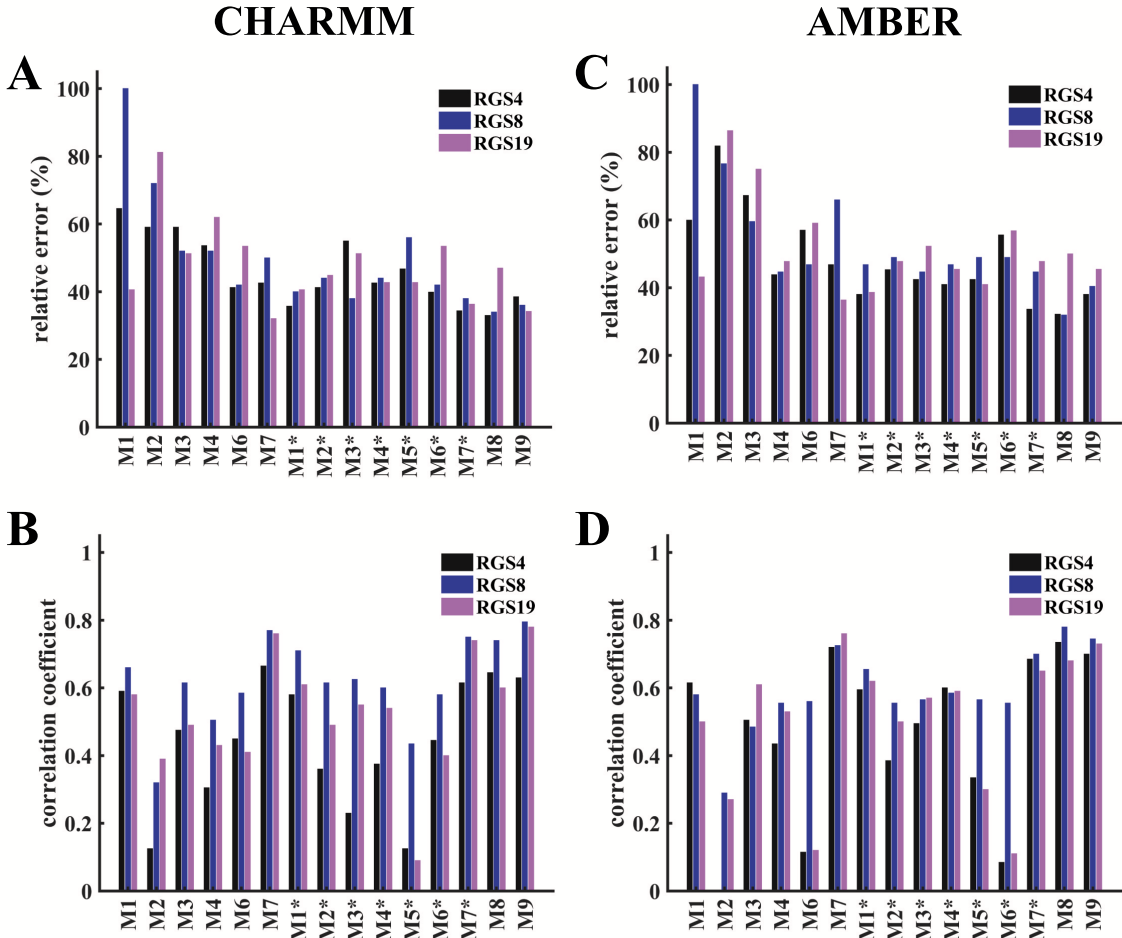 CHARMM
AMBER
A
relative error (%)
100
80
60
40
20
0
RGS4
RGS8
RGS19
M1 M2 M3 M4 M6 M7 M1* M2* M3* M4* M5* M6* M7* M8 M9
C
relative error (%)
100
80
60
40
20
0
RGS4
RGS8
RGS19
M1 M2 M3 M4 M6 M7 M1* M2* M3* M4* M5* M6* M7* M8 M9
B
correlation coefficient
1
0.8
0.6
0.4
0.2
0
RGS4
RGS8
RGS19
M1 M2 M3 M4 M6 M7 M1* M2* M3* M4* M5* M6* M7* M8 M9
D
correlation coefficient
1
0.8
0.6
0.4
0.2
0
RGS4
RGS8
RGS19
M1 M2 M3 M4 M6 M7 M1* M2* M3* M4* M5* M6* M7* M8 M9